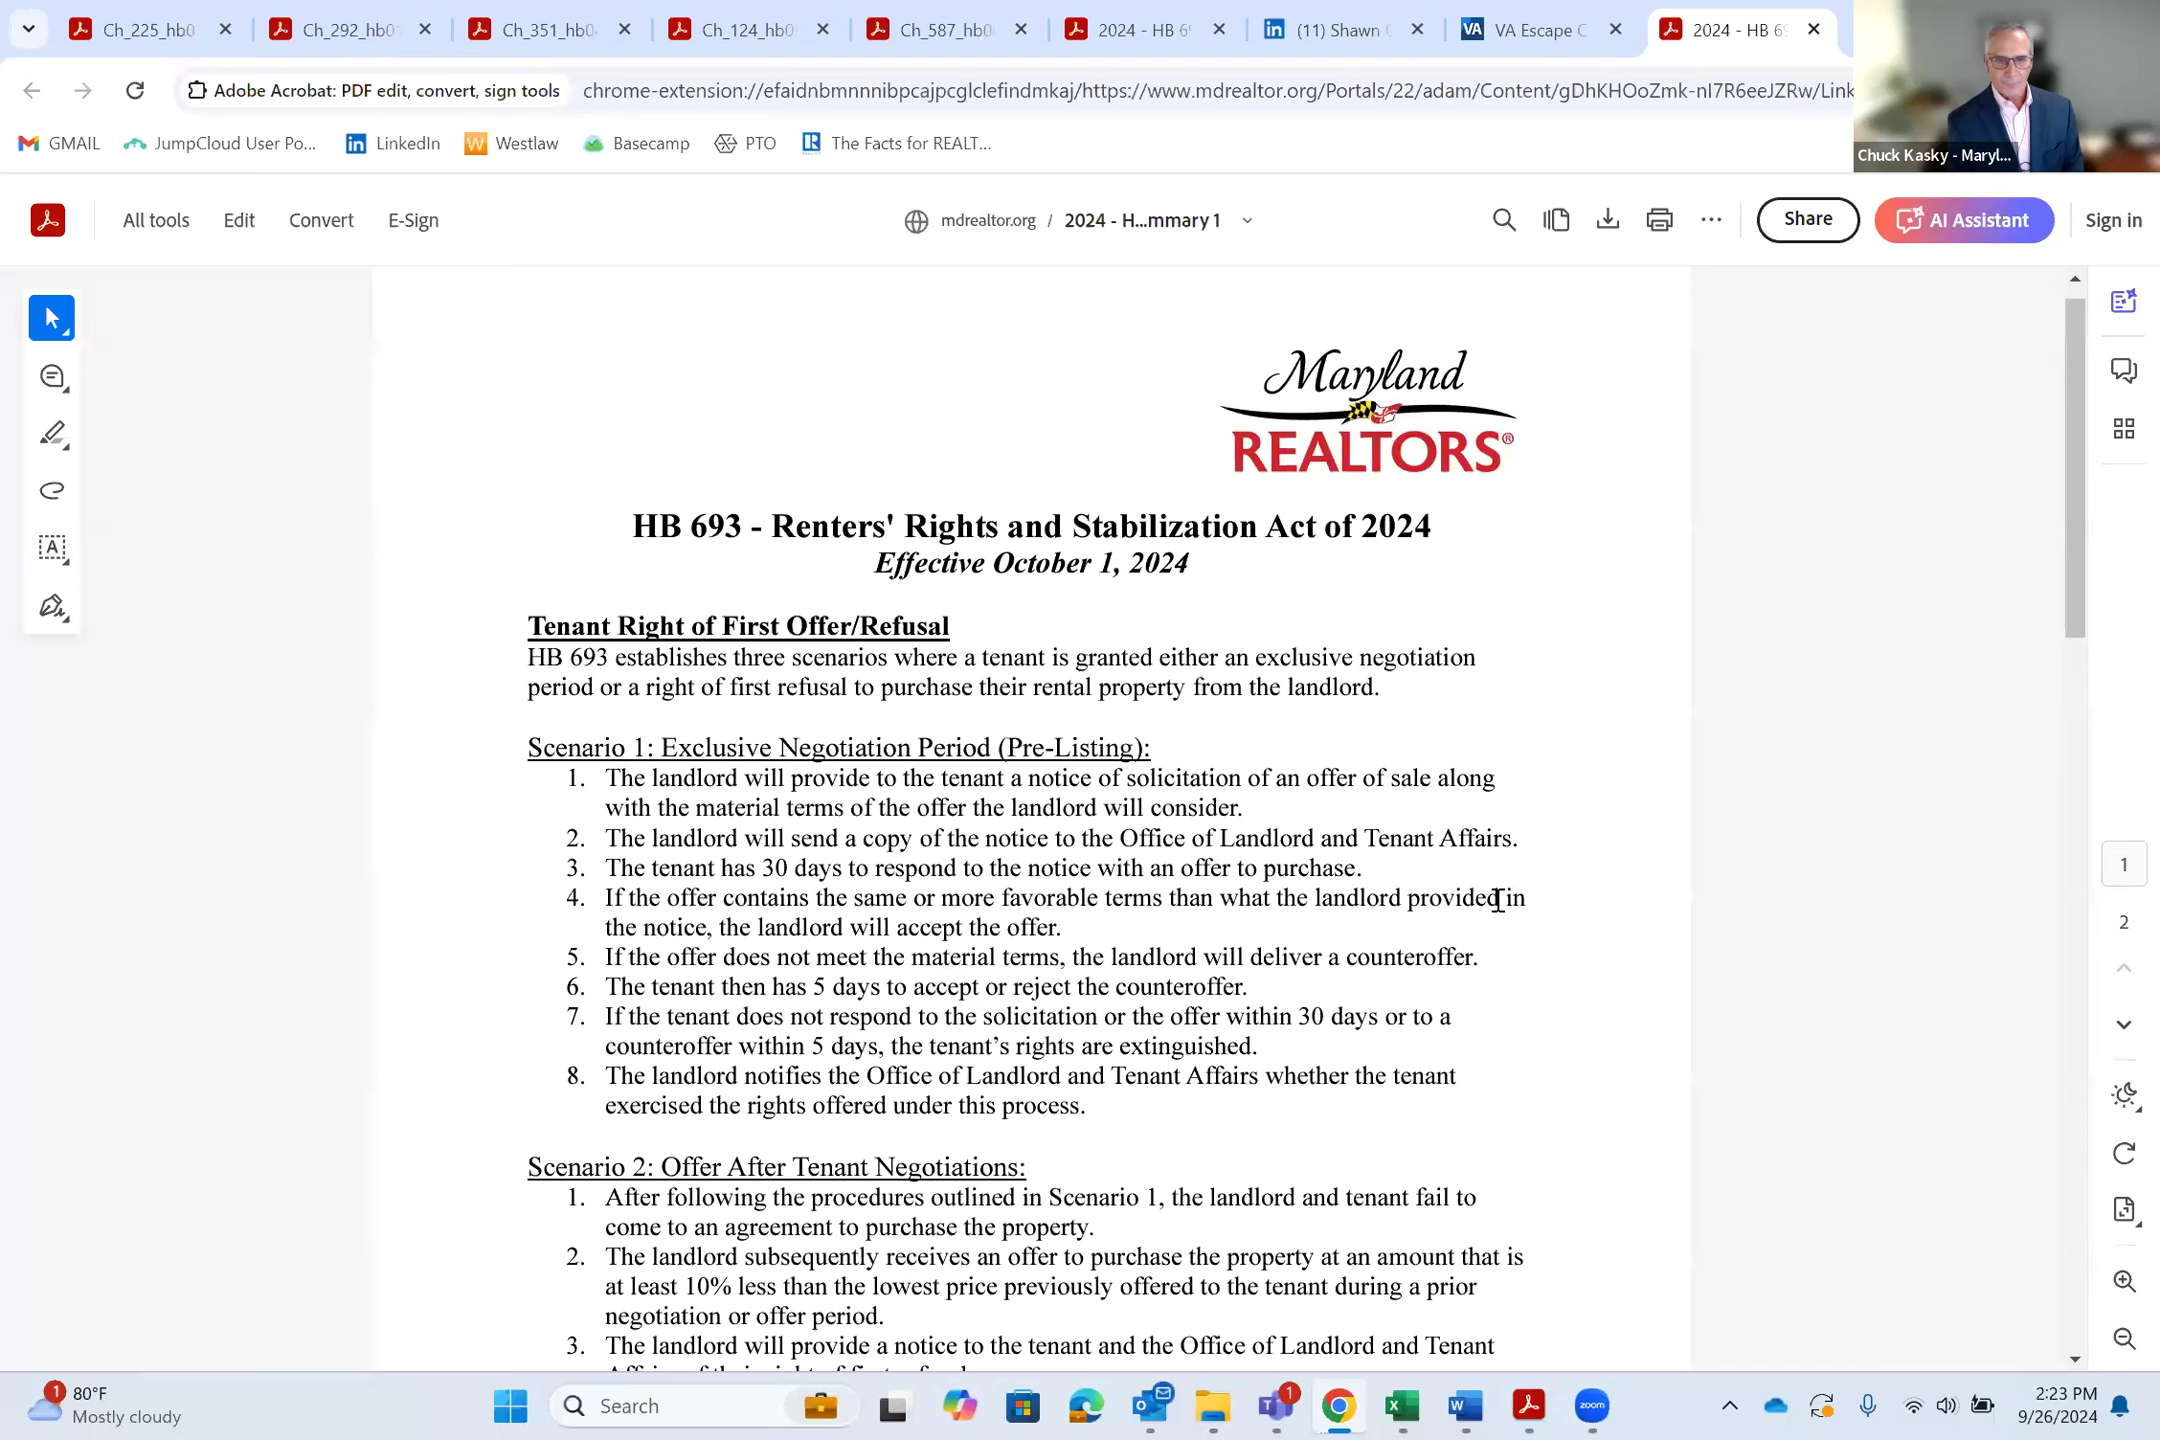 Ch_225_hb0
Ch_292_hb0
Ch_351_hb0
Ch_124_hb0
Ch_587_hb0
2024 - HB 69
(11) Shawn
VA
VA Escape C
2024 - HB 69
Adobe Acrobat: PDF edit, convert, sign tools
chrome-extension://efaidnbmnnnibpcajpcglclefindmkaj/https://www.mdrealtor.org/Portals/22/adam/Content/gDhKHOoZmk-nI7R6eeJZRw/Link
GMAIL
JumpCloud User Po...
LinkedIn
Westlaw
Basecamp
PTO
The Facts for REALT...
Chuck Kasky - Maryl...
All tools
Edit
Convert
E-Sign
mdrealtor.org / 2024 - H...mmary 1
Share
AI Assistant
Sign in
Maryland
REALTORS®
HB 693 - Renters' Rights and Stabilization Act of 2024
Effective October 1, 2024
Tenant Right of First Offer/Refusal
HB 693 establishes three scenarios where a tenant is granted either an exclusive negotiation
period or a right of first refusal to purchase their rental property from the landlord.
Scenario 1: Exclusive Negotiation Period (Pre-Listing):
1. The landlord will provide to the tenant a notice of solicitation of an offer of sale along
with the material terms of the offer the landlord will consider.
2. The landlord will send a copy of the notice to the Office of Landlord and Tenant Affairs.
3. The tenant has 30 days to respond to the notice with an offer to purchase.
4. If the offer contains the same or more favorable terms than what the landlord provided in
the notice, the landlord will accept the offer.
5. If the offer does not meet the material terms, the landlord will deliver a counteroffer.
6. The tenant then has 5 days to accept or reject the counteroffer.
7. If the tenant does not respond to the solicitation or the offer within 30 days or to a
counteroffer within 5 days, the tenant’s rights are extinguished.
8. The landlord notifies the Office of Landlord and Tenant Affairs whether the tenant
exercised the rights offered under this process.
Scenario 2: Offer After Tenant Negotiations:
1. After following the procedures outlined in Scenario 1, the landlord and tenant fail to
come to an agreement to purchase the property.
2. The landlord subsequently receives an offer to purchase the property at an amount that is
at least 10% less than the lowest price previously offered to the tenant during a prior
negotiation or offer period.
3. The landlord will provide a notice to the tenant and the Office of Landlord and Tenant
1
2
1
80°F
Mostly cloudy
Search
1
zoom
2:23 PM
9/26/2024